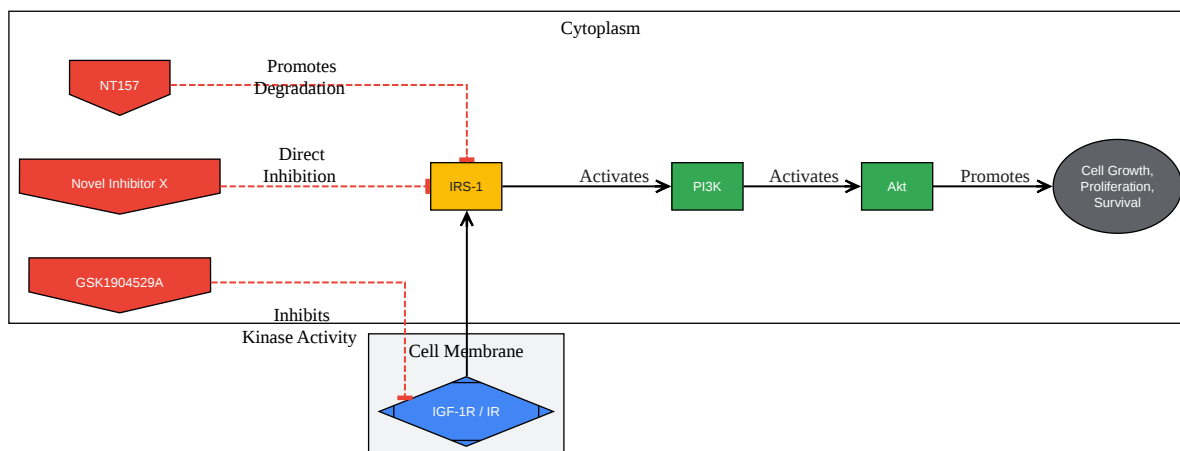 Cytoplasm
Promotes
Degradation
NT157
Direct
Inhibition
Novel Inhibitor X
IRS-1
Activates
PI3K
Activates
Akt
Promotes
Cell Growth,
Proliferation,
Survival
GSK1904529A
Inhibits
Kinase Activity
Cell Membrane
IGF-1R / IR